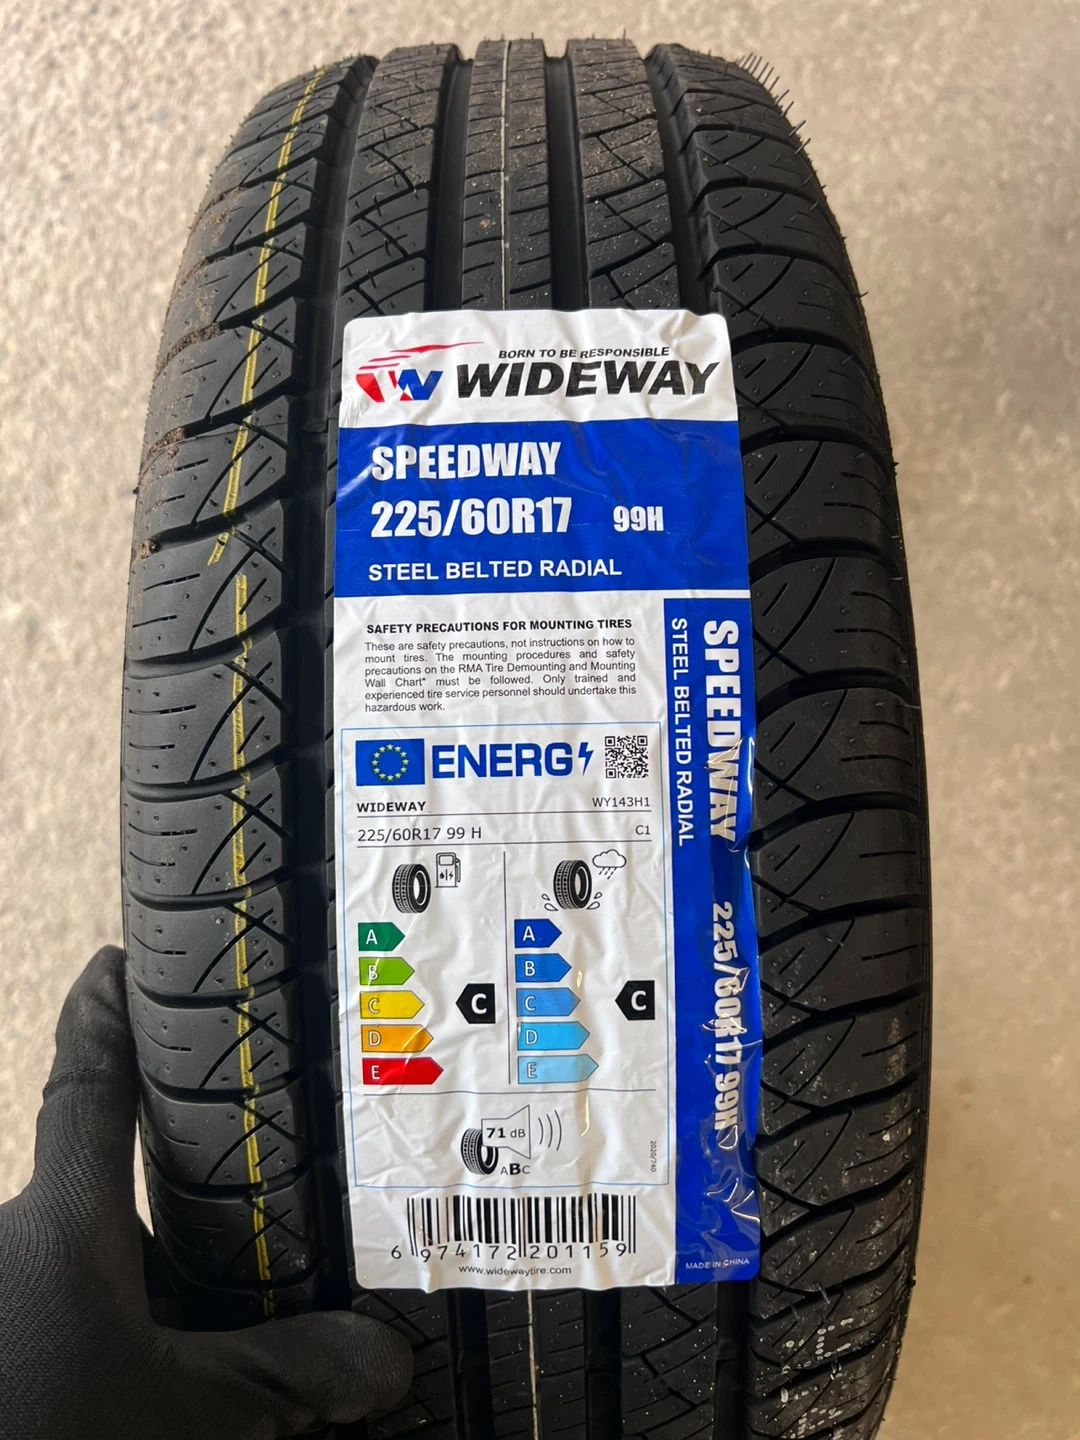 BORN TO BE RESPONSIBLE
W WIDEWAY
SPEEDWAY
225/60R17 99H
STEEL BELTED RADIAL
SAFETY PRECAUTIONS FOR MOUNTING TIRES
These are safety precautions, not instructions on how to
mount tires. The mounting procedures and safety
precautions on the RMA Tire Demounting and Mounting
Wall Chart* must be followed. Only trained and
experienced tire service personnel should undertake this
hazardous work.
ENERG
WIDEWAY WY143H1
225/60R17 99 H C1
A
B
C
D
E
C
A
B
C
D
E
C
71 dB
ABC
2020/740
6 974172 201159
www.widewaytire.com
SPEEDWAY 225/60R17 99H
STEEL BELTED RADIAL
MADE IN CHINA